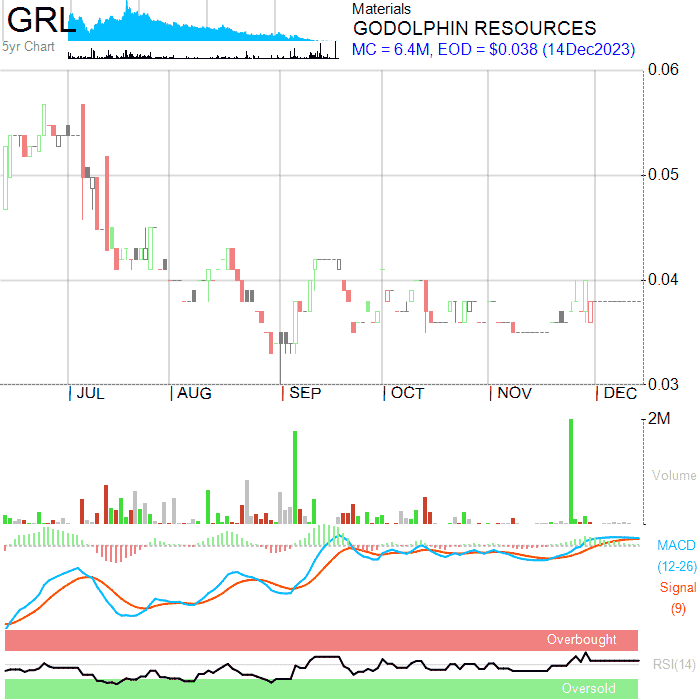 GRL
5yr Chart
Materials
GODOLPHIN RESOURCES
MC = 6.4M, EOD = $0.038 (14Dec2023)
0.06
0.05
0.04
0.03
JUL AUG SEP OCT NOV DEC
2M
Volume
MACD
(12-26)
Signal
(9)
Overbought
RSI(14)
Oversold